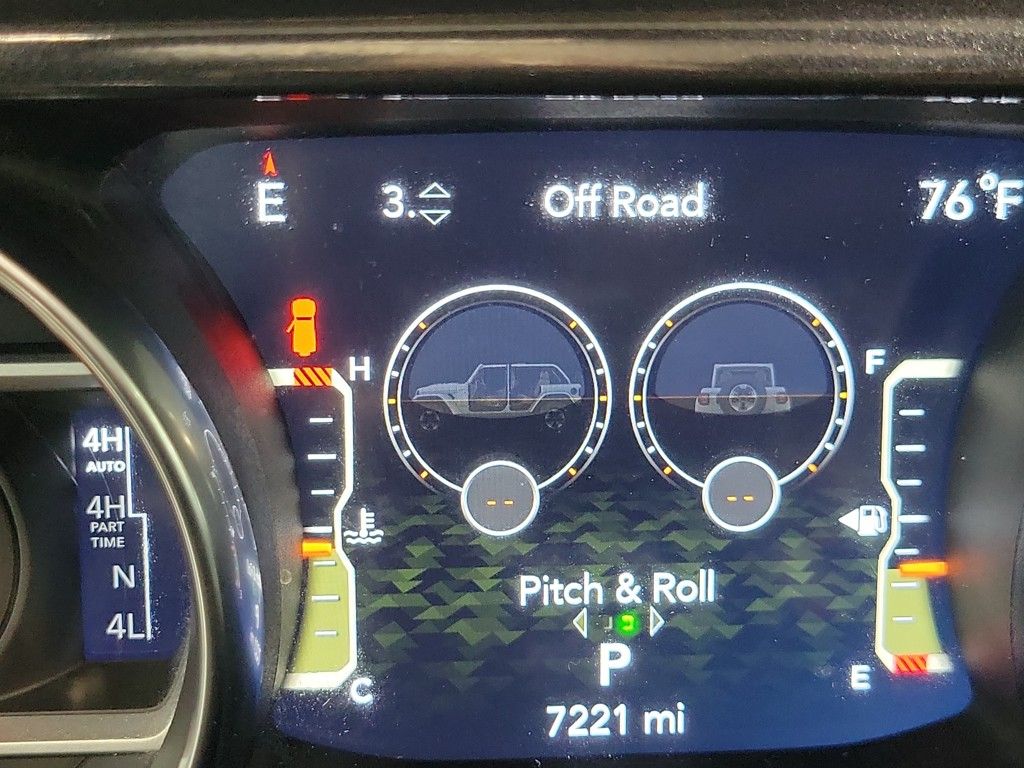 E
3.
Off Road
76°F
H
F
4H
AUTO
4H
PART
TIME
N
4L
-- --
Pitch & Roll
P
C
E
7221 mi